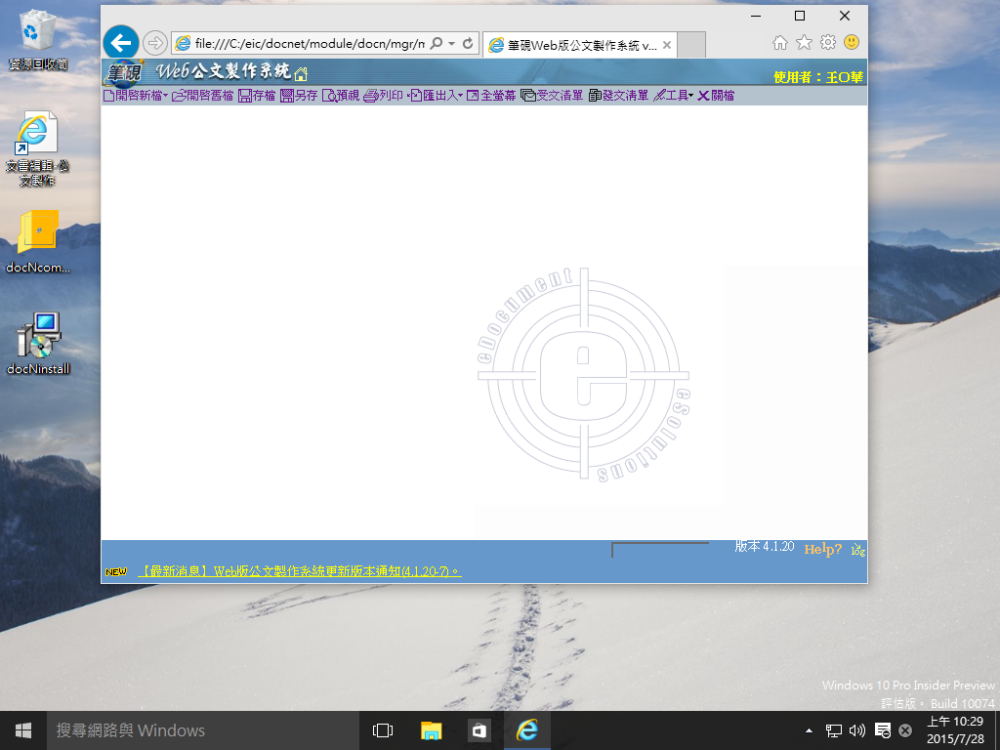 資源回收筒
文書編輯-公
文製作
docNcom...
docNinstall
file:///C:/eic/docnet/module/docn/mgr/n
筆硯Web版公文製作系統 v...
筆硯 Web公文製作系統
使用者：王O華
開啓新檔 開啓舊檔 存檔 另存 預視 列印 匯出入 全螢幕 受文清單 發文清單 工具 關檔
eDocument
e
eSolutions
版本 4.1.20 Help? log
NEW 【最新消息】Web版公文製作系統更新版本通知(4.1.20-7)。
Windows 10 Pro Insider Preview
評估版。 Build 10074
搜尋網路與 Windows
上午 10:29
2015/7/28